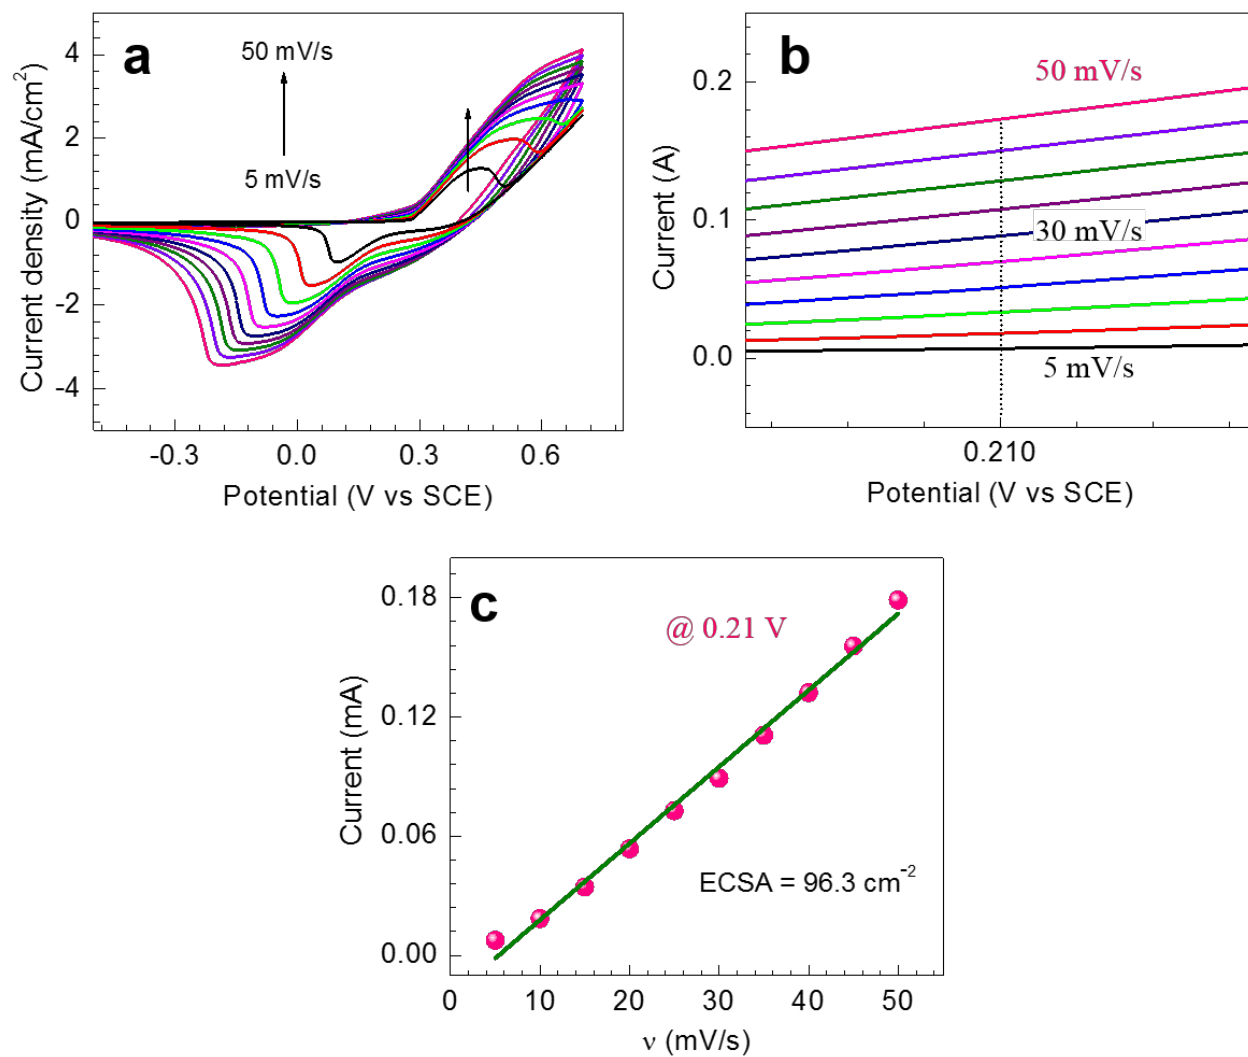 a
50 mV/s
5 mV/s
Current density (mA/cm²)
4
2
0
-2
-4
-0.3 0.0 0.3 0.6
Potential (V vs SCE)
b
50 mV/s
30 mV/s
5 mV/s
Current (A)
0.2
0.1
0.0
0.210
Potential (V vs SCE)
c
@ 0.21 V
ECSA = 96.3 cm⁻²
Current (mA)
0.18
0.12
0.06
0.00
0 10 20 30 40 50
ν (mV/s)